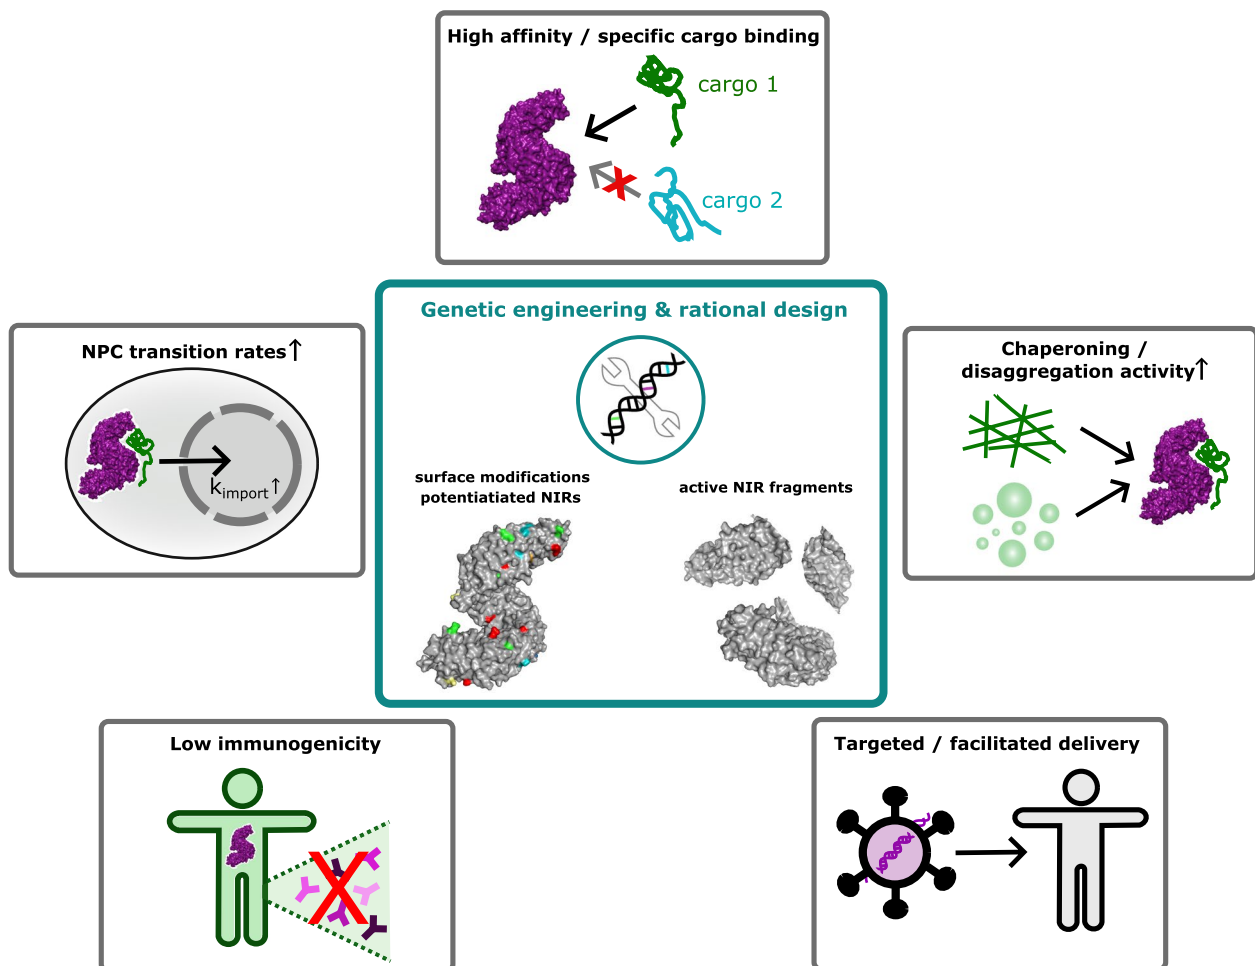 High affinity / specific cargo binding
cargo 1
cargo 2
Genetic engineering & rational design
surface modifications
potentiatiated NIRs
active NIR fragments
NPC transition rates↑
kimport↑
Chaperoning /
disaggregation activity↑
Low immunogenicity
Targeted / facilitated delivery